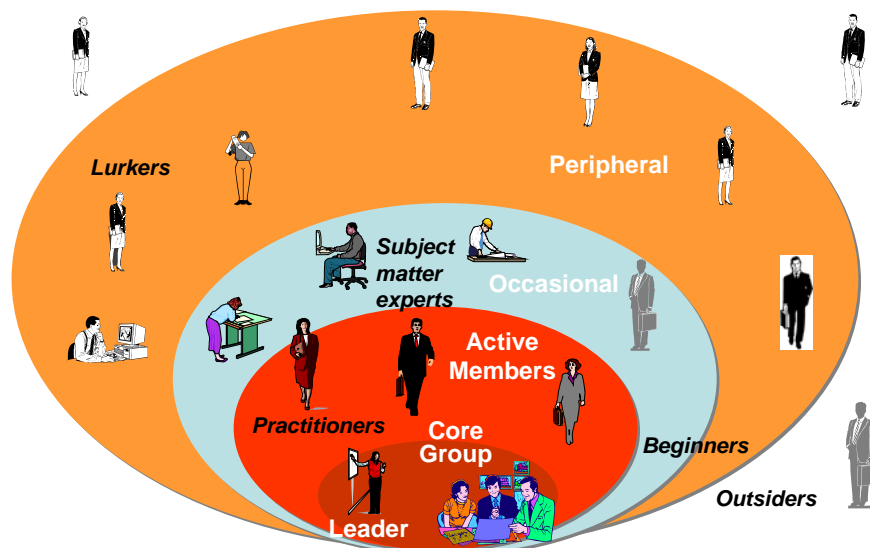 Lurkers
Peripheral
Subject
matter
experts
Occasional
Active
Members
Practitioners
Core
Group
Beginners
Outsiders
Leader